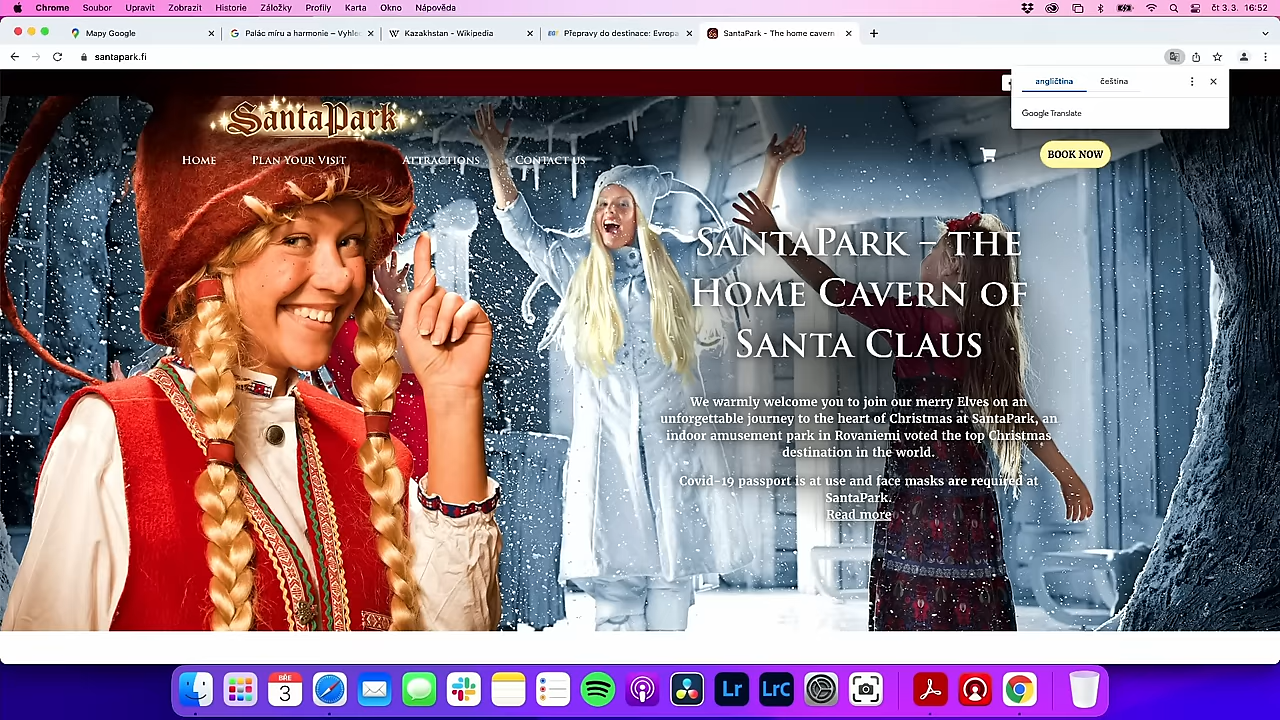 Chrome Soubor Upravit Zobrazit Historie Záložky Profily Karta Okno Nápověda čt 3.3. 16:52
Mapy Google Palác míru a harmonie – Vyhle Kazakhstan - Wikipedia Přepravy do destinace: Evropa SantaPark - The home cavern
santapark.fi
angličtina čeština
Google Translate
SantaPark
Home Plan Your Visit Attractions Contact us BOOK NOW
SantaPark – the
Home Cavern of
Santa Claus
We warmly welcome you to join our merry Elves on an
unforgettable journey to the heart of Christmas at SantaPark, an
indoor amusement park in Rovaniemi voted the top Christmas
destination in the world.
Covid-19 passport is at use and face masks are required at
SantaPark.
Read more
BŘE
3
Lr LrC